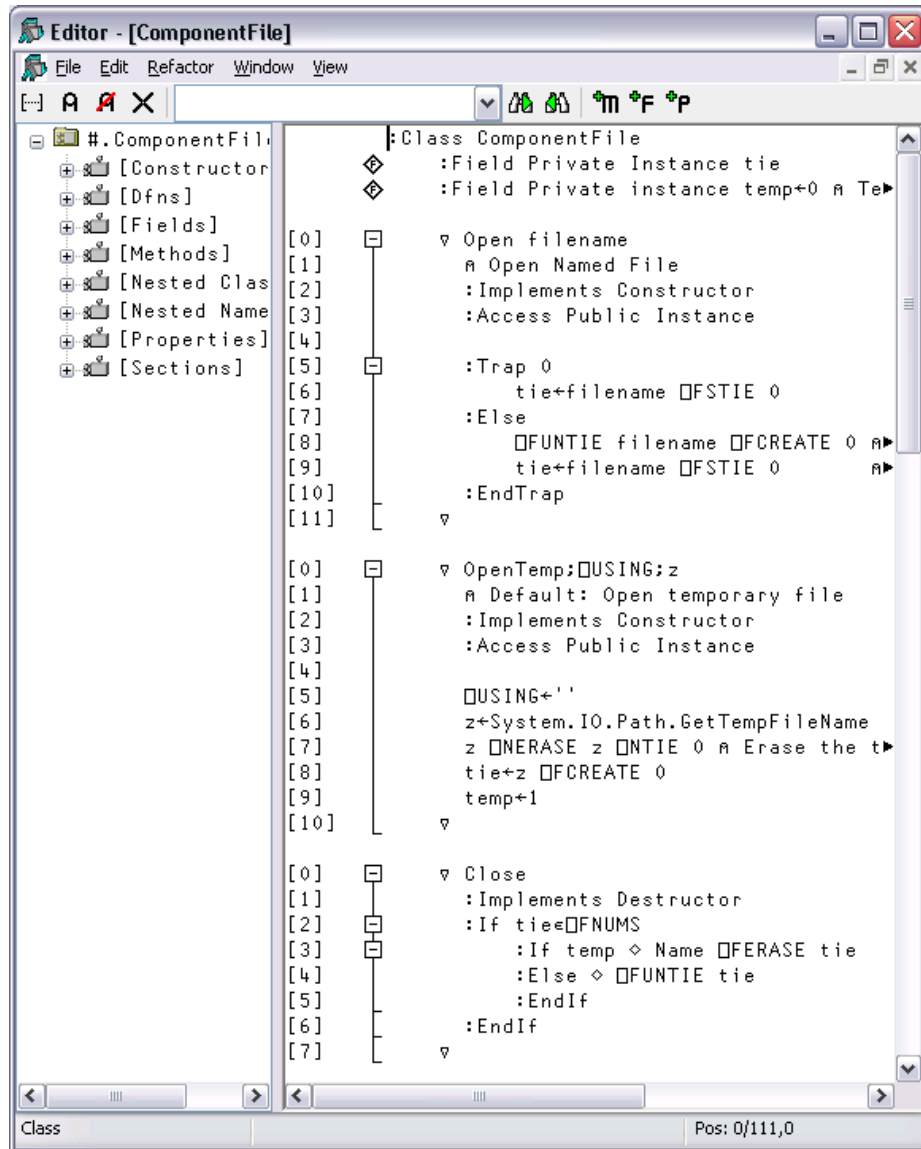 Editor - [ComponentFile]
File Edit Refactor Window View
#.ComponentFil
[Constructor
[Dfns]
[Fields]
[Methods]
[Nested Clas
[Nested Name
[Properties]
[Sections]
:Class ComponentFile
:Field Private Instance tie
:Field Private instance temp←0 ⍝ Te
[0] ∇ Open filename
[1] ⍝ Open Named File
[2] :Implements Constructor
[3] :Access Public Instance
[4]
[5] :Trap 0
[6] tie←filename ⎕FSTIE 0
[7] :Else
[8] ⎕FUNTIE filename ⎕FCREATE 0 ⍝
[9] tie←filename ⎕FSTIE 0 ⍝
[10] :EndTrap
[11] ∇
[0] ∇ OpenTemp;⎕USING;z
[1] ⍝ Default: Open temporary file
[2] :Implements Constructor
[3] :Access Public Instance
[4]
[5] ⎕USING←''
[6] z←System.IO.Path.GetTempFileName
[7] z ⎕NERASE z ⎕NTIE 0 ⍝ Erase the t
[8] tie←z ⎕FCREATE 0
[9] temp←1
[10] ∇
[0] ∇ Close
[1] :Implements Destructor
[2] :If tie∊⎕FNUMS
[3] :If temp ⋄ Name ⎕FERASE tie
[4] :Else ⋄ ⎕FUNTIE tie
[5] :EndIf
[6] :EndIf
[7] ∇
Class Pos: 0/111,0